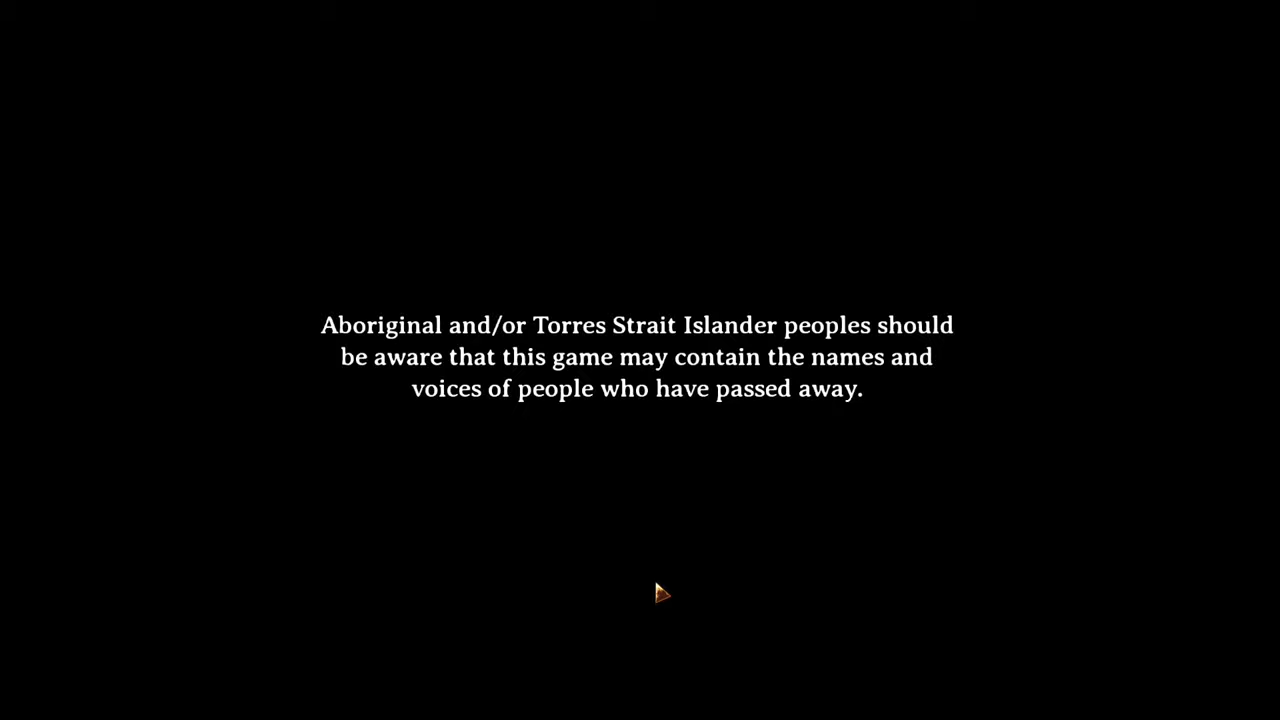 Aboriginal and/or Torres Strait Islander peoples should
be aware that this game may contain the names and
voices of people who have passed away.